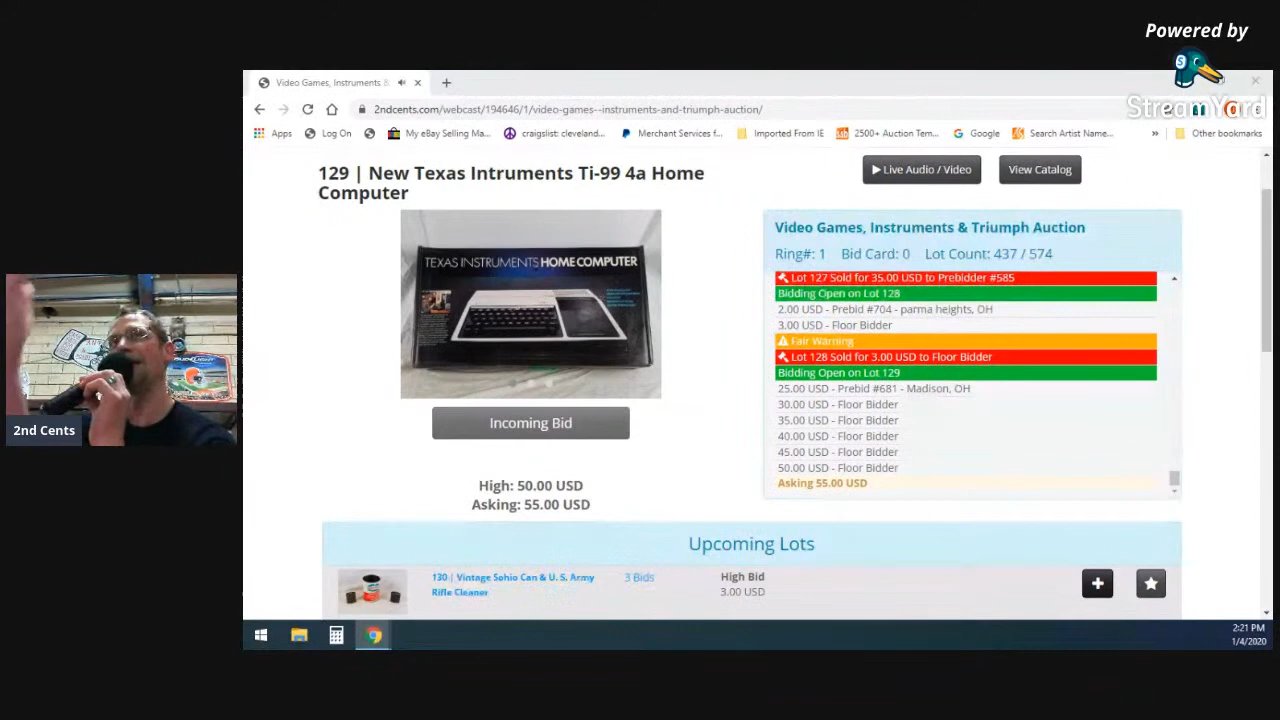 Powered by
StreamYard
Video Games, Instruments &
2ndcents.com/webcast/194646/1/video-games--instruments-and-triumph-auction/
Apps
Log On
My eBay Selling Ma...
craigslist: cleveland...
Merchant Services f...
Imported From IE
2500+ Auction Tem...
Google
Search Artist Name...
»
Other bookmarks
129 | New Texas Intruments Ti-99 4a Home
Computer
Live Audio / Video
View Catalog
TEXAS INSTRUMENTS HOME COMPUTER
Incoming Bid
High: 50.00 USD
Asking: 55.00 USD
Video Games, Instruments & Triumph Auction
Ring#: 1 Bid Card: 0 Lot Count: 437 / 574
Lot 127 Sold for 35.00 USD to Prebidder #585
Bidding Open on Lot 128
2.00 USD - Prebid #704 - parma heights, OH
3.00 USD - Floor Bidder
Fair Warning
Lot 128 Sold for 3.00 USD to Floor Bidder
Bidding Open on Lot 129
25.00 USD - Prebid #681 - Madison, OH
30.00 USD - Floor Bidder
35.00 USD - Floor Bidder
40.00 USD - Floor Bidder
45.00 USD - Floor Bidder
50.00 USD - Floor Bidder
Asking 55.00 USD
Upcoming Lots
130 | Vintage Sohio Can & U. S. Army
Rifle Cleaner
3 Bids
High Bid
3.00 USD
BUD LIGHT
2nd Cents
2:21 PM
1/4/2020